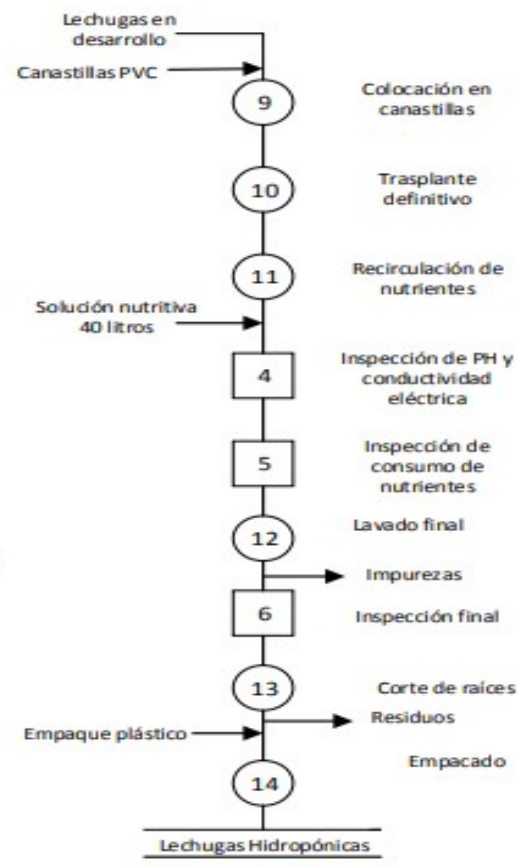 Lechugas en
desarrollo
Canastillas PVC
9
Colocación en
canastillas
10
Trasplante
definitivo
11
Recirculación de
nutrientes
Solución nutritiva
40 litros
4
Inspección de PH y
conductividad
eléctrica
5
Inspección de
consumo de
nutrientes
12
Lavado final
Impurezas
6
Inspección final
13
Corte de raíces
Residuos
Empaque plástico
Empacado
14
Lechugas Hidropónicas